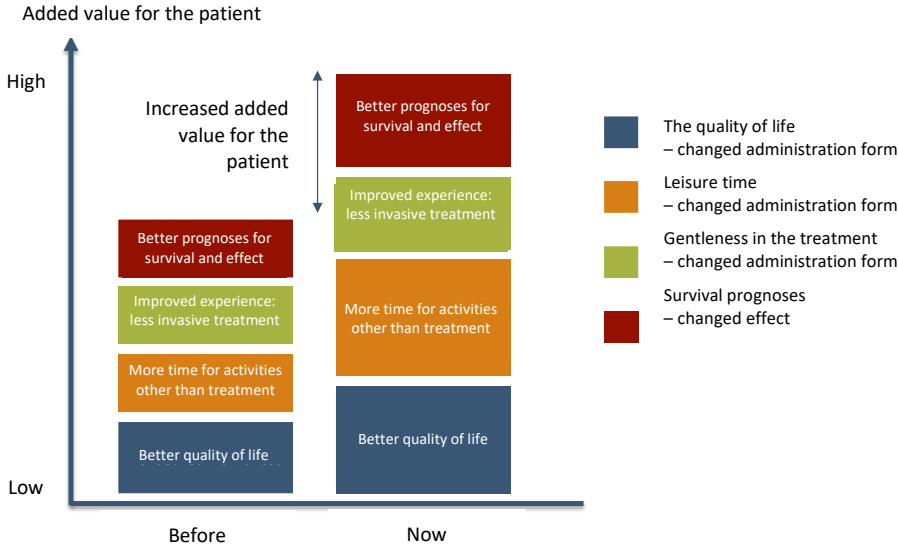 Added value for the patient
High
Increased added
value for the
patient
Low
Better prognoses for
survival and effect
Improved experience:
less invasive treatment
More time for activities
other than treatment
Better quality of life
Better prognoses for
survival and effect
Improved experience:
less invasive treatment
More time for activities
other than treatment
Better quality of life
Before
Now
The quality of life
– changed administration form
Leisure time
– changed administration form
Gentleness in the treatment
– changed administration form
Survival prognoses
– changed effect